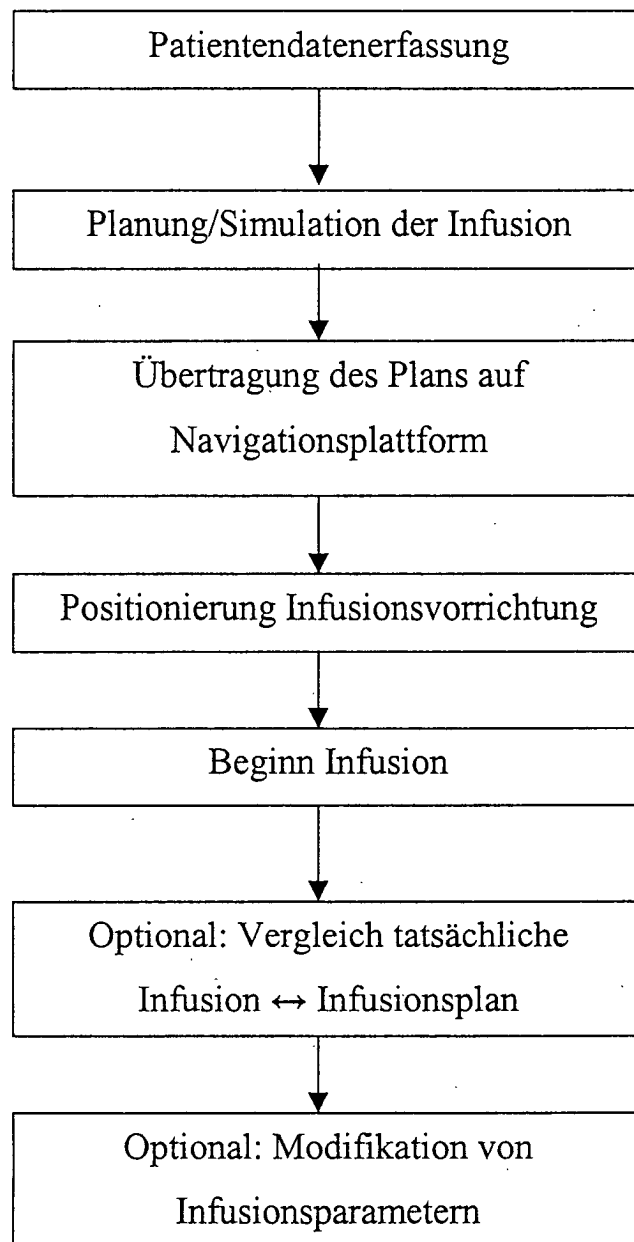 Patientendatenerfassung
Planung/Simulation der Infusion
Übertragung des Plans auf
Navigationsplattform
Positionierung Infusionsvorrichtung
Beginn Infusion
Optional: Vergleich tatsächliche
Infusion ↔ Infusionsplan
Optional: Modifikation von
Infusionsparametern